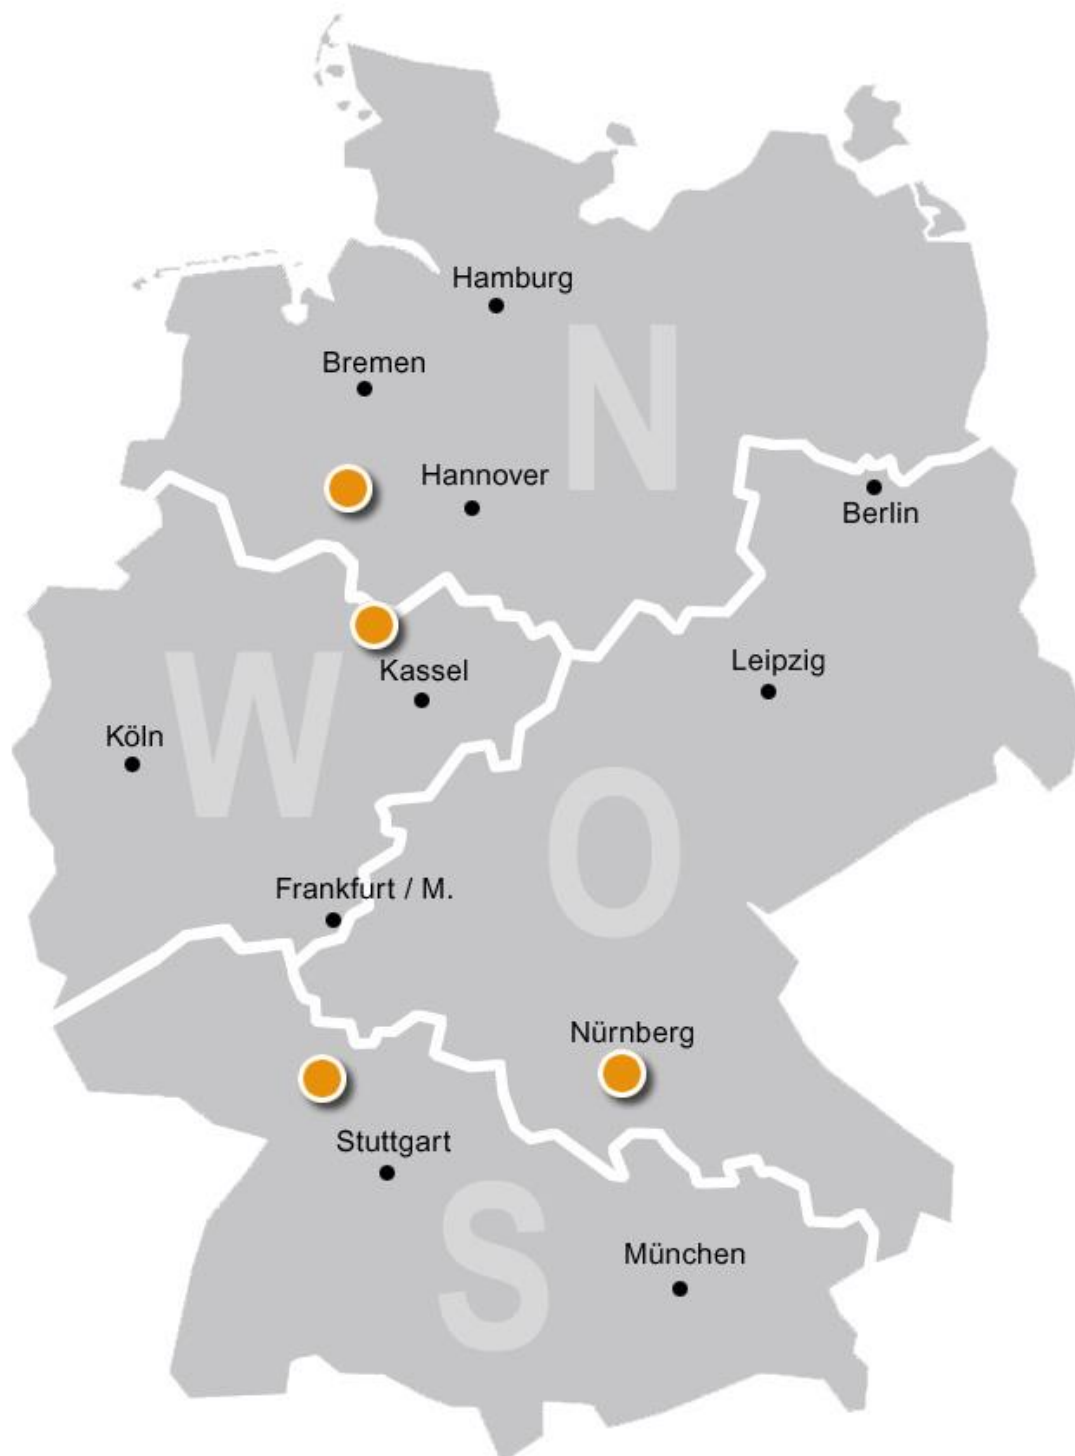 Hamburg
N
Bremen
Hannover
Berlin
W
Kassel
Leipzig
Köln
O
Frankfurt / M.
Nürnberg
Stuttgart
S
München